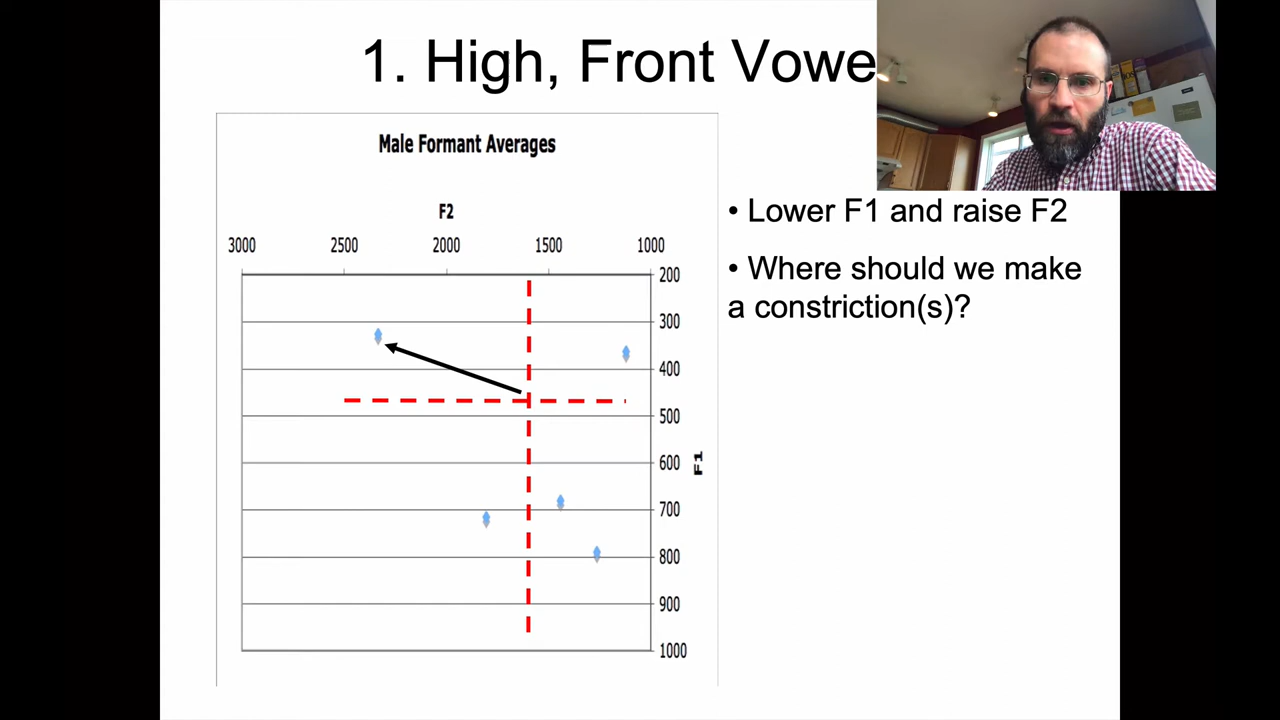 1. High, Front Vowe
Male Formant Averages
F2
3000 2500 2000 1500 1000
200
300
400
500
600
700
800
900
1000
F1
• Lower F1 and raise F2
• Where should we make
a constriction(s)?